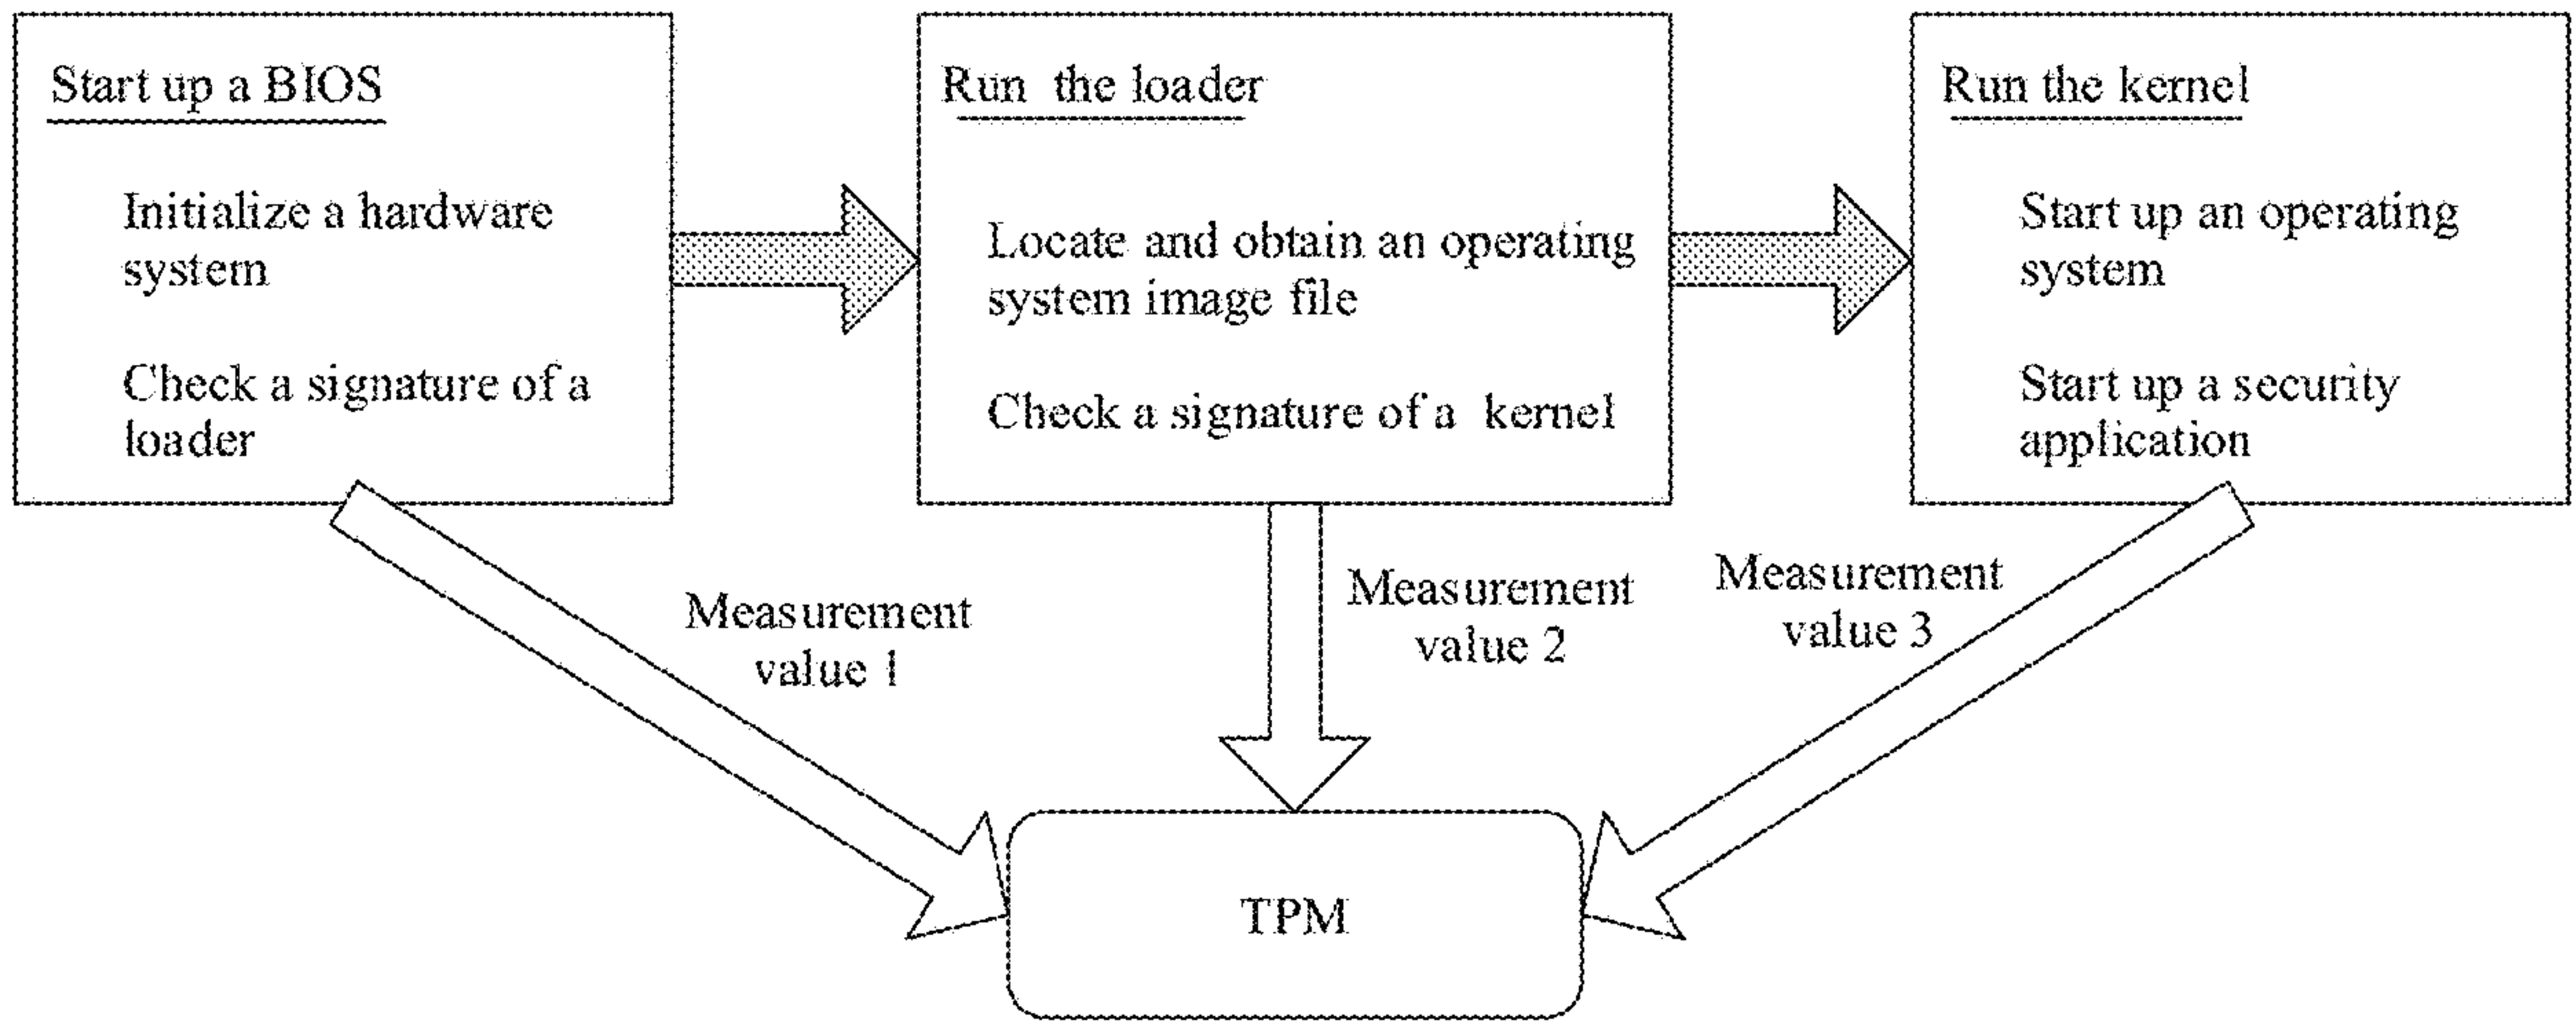 Start up a BIOS
Initialize a hardware
system
Check a signature of a
loader
Run the loader
Locate and obtain an operating
system image file
Check a signature of a kernel
Run the kernel
Start up an operating
system
Start up a security
application
Measurement
value 1
Measurement
value 2
Measurement
value 3
TPM